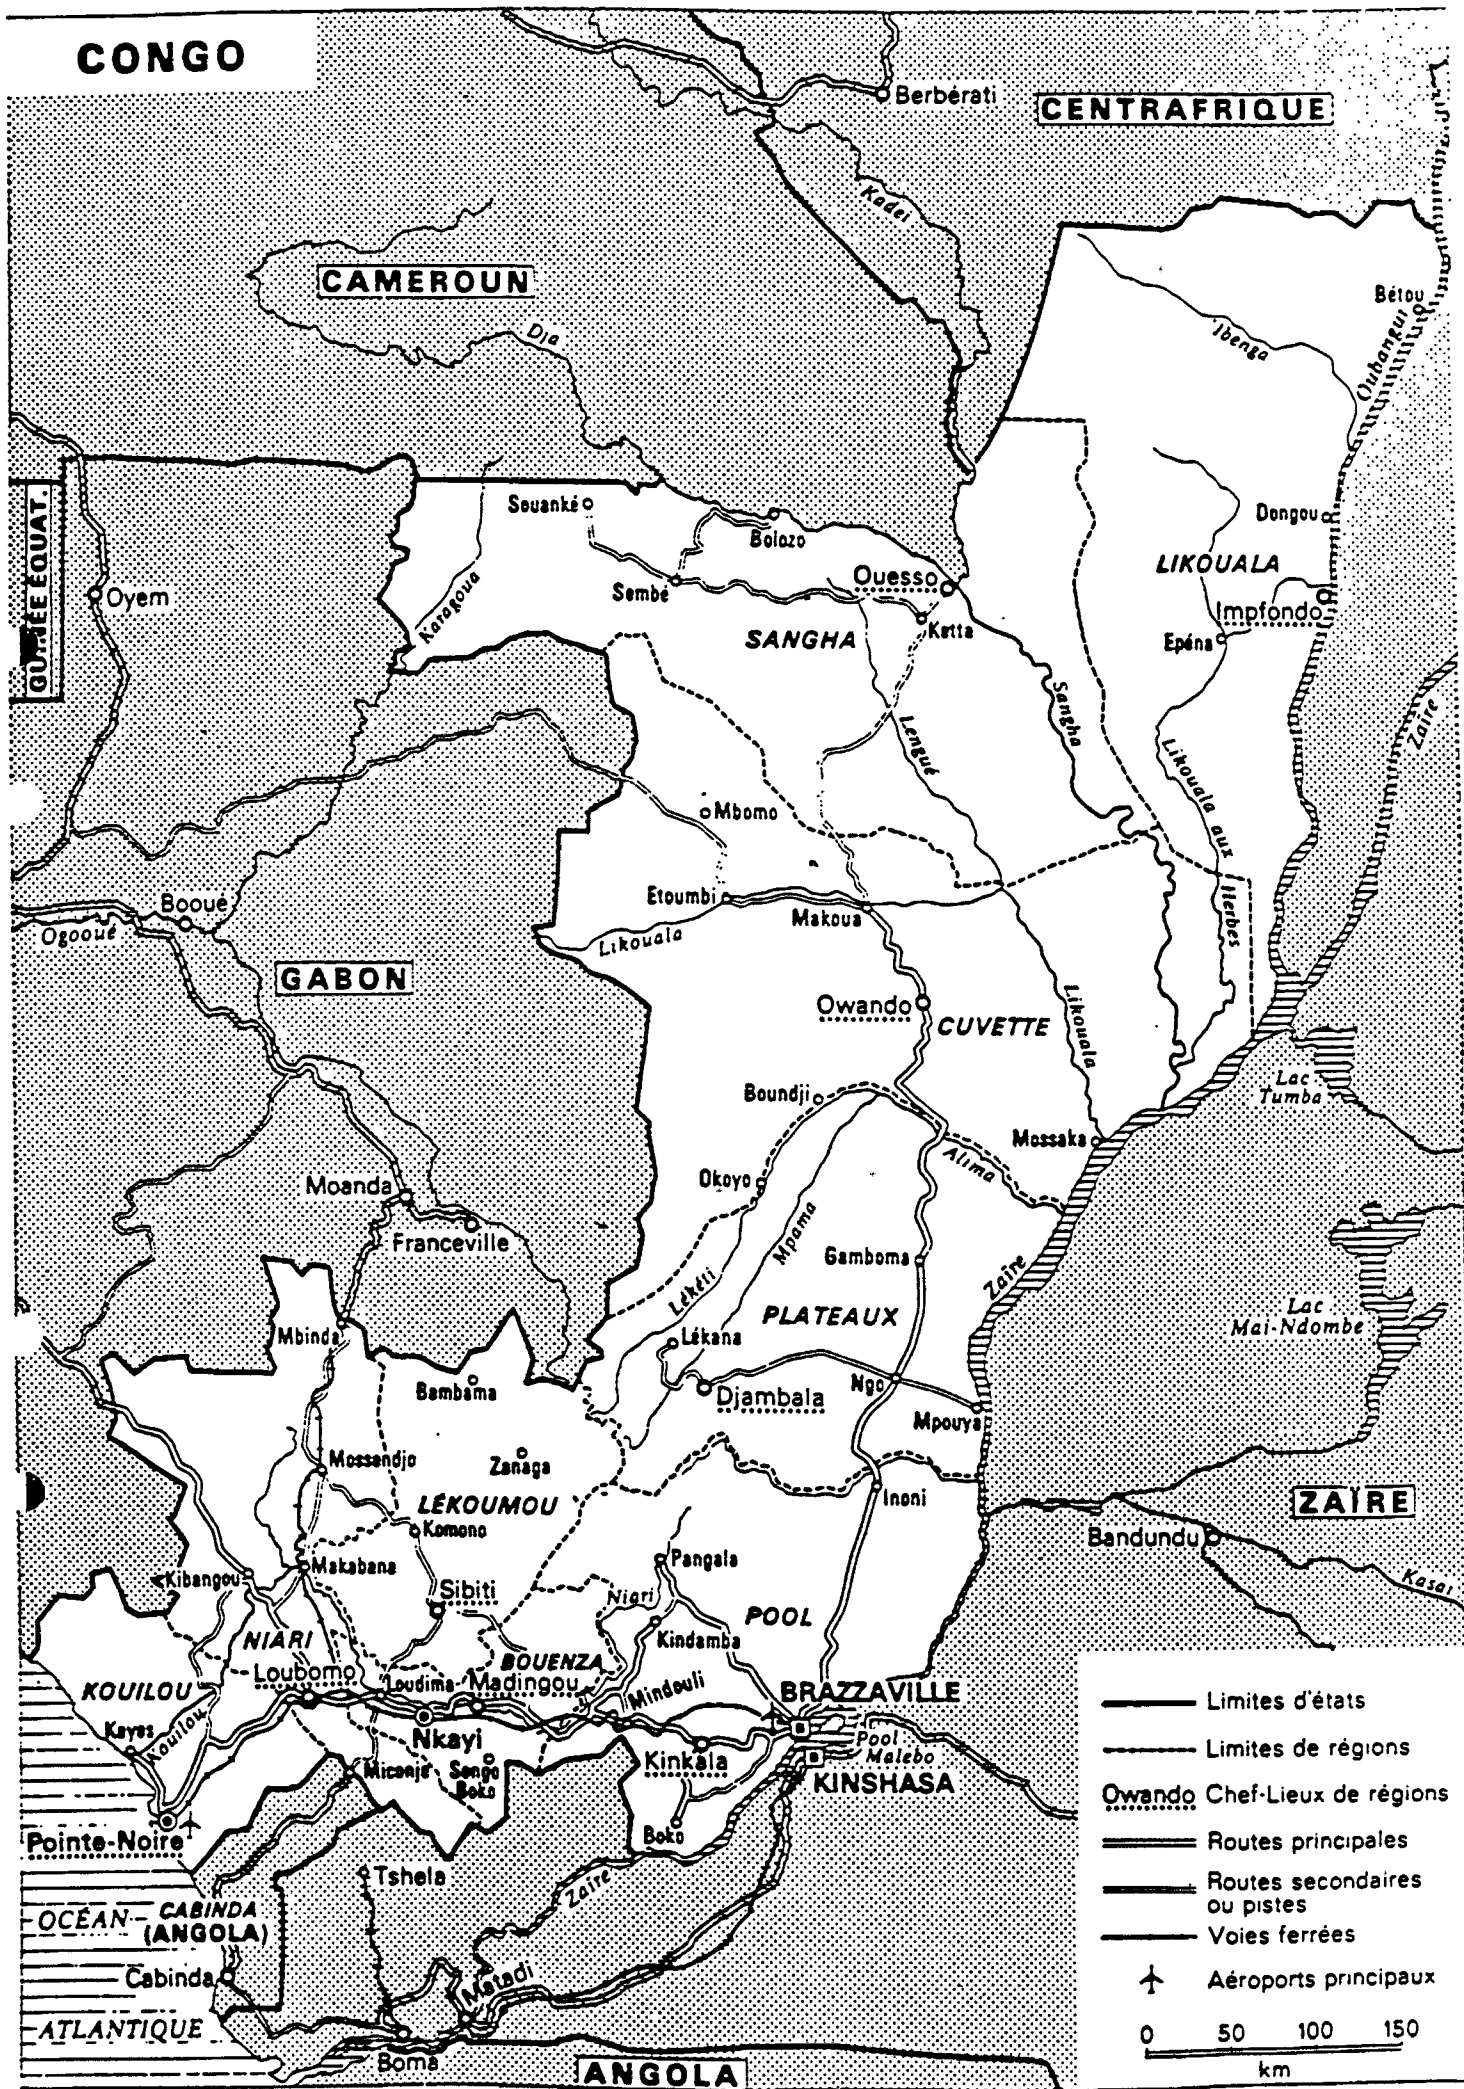 CONGO
Berbérati
CENTRAFRIQUE
Kadei
CAMEROUN
Bétou
Dja
Ibenga
Oubangui
GUINÉE ÉQUAT.
Souanké
Bolozo
Dongou
LIKOUALA
Oyem
Karagoua
Sembé
Ouesso
Impfondo
Ketta
SANGHA
Epéna
Sangha
Lengué
Zaïre
Likouala aux Herbes
Mbomo
Booué
Etoumbi
Makoua
Ogooué
Likouala
GABON
Owando
CUVETTE
Likouala
Boundji
Lac
Tumba
Mossaka
Alima
Okoyo
Moanda
Mpama
Franceville
Gamboma
Zaïre
Lékéti
PLATEAUX
Lac
Mai-Ndombe
Mbinda
Lékana
Bambama
Djambala
Ngo
Mpouya
Mossendjo
Zanaga
LÉKOUMOU
Inoni
ZAÏRE
Komono
Bandundu
Makabana
Pangala
Kibangou
Kasai
Sibiti
Niari
POOL
Kindamba
NIARI
BOUENZA
Loubomo
Loudima
Madingou
Mindouli
KOUILOU
BRAZZAVILLE
Kayes
Kouilou
Nkayi
Kinkala
Pool
Malebo
Miconje
Songo
Boko
KINSHASA
Boko
Pointe-Noire
Tshela
Zaïre
OCÉAN
CABINDA
(ANGOLA)
Cabinda
Matadi
ATLANTIQUE
Boma
ANGOLA
Limites d'états
Limites de régions
Owando Chef-Lieux de régions
Routes principales
Routes secondaires
ou pistes
Voies ferrées
Aéroports principaux
0 50 100 150
km